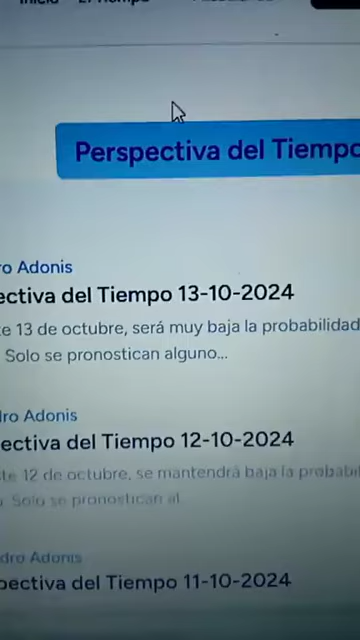 Perspectiva del Tiempo
ro Adonis
ectiva del Tiempo 13-10-2024
te 13 de octubre, será muy baja la probabilidad
Solo se pronostican alguno...
dro Adonis
ectiva del Tiempo 12-10-2024
ste 12 de octubre, se mantendrá baja la probabil
Solo se pronostican al...
dro Adonis
pectiva del Tiempo 11-10-2024